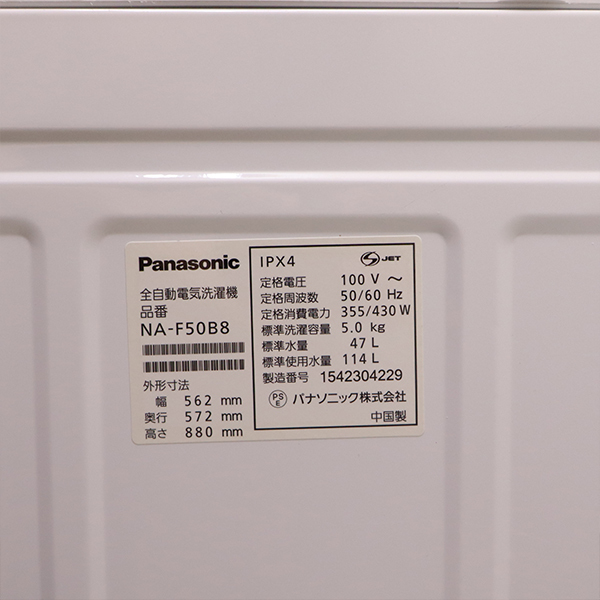 Panasonic
全自動電気洗濯機
品番
NA-F50B8
外形寸法
幅 562 mm
奥行 572 mm
高さ 880 mm
IPX4 JET
定格電圧 100 V ～
定格周波数 50/60 Hz
定格消費電力 355/430 W
標準洗濯容量 5.0 kg
標準水量 47 L
標準使用水量 114 L
製造番号 1542304229
PSE パナソニック株式会社
中国製